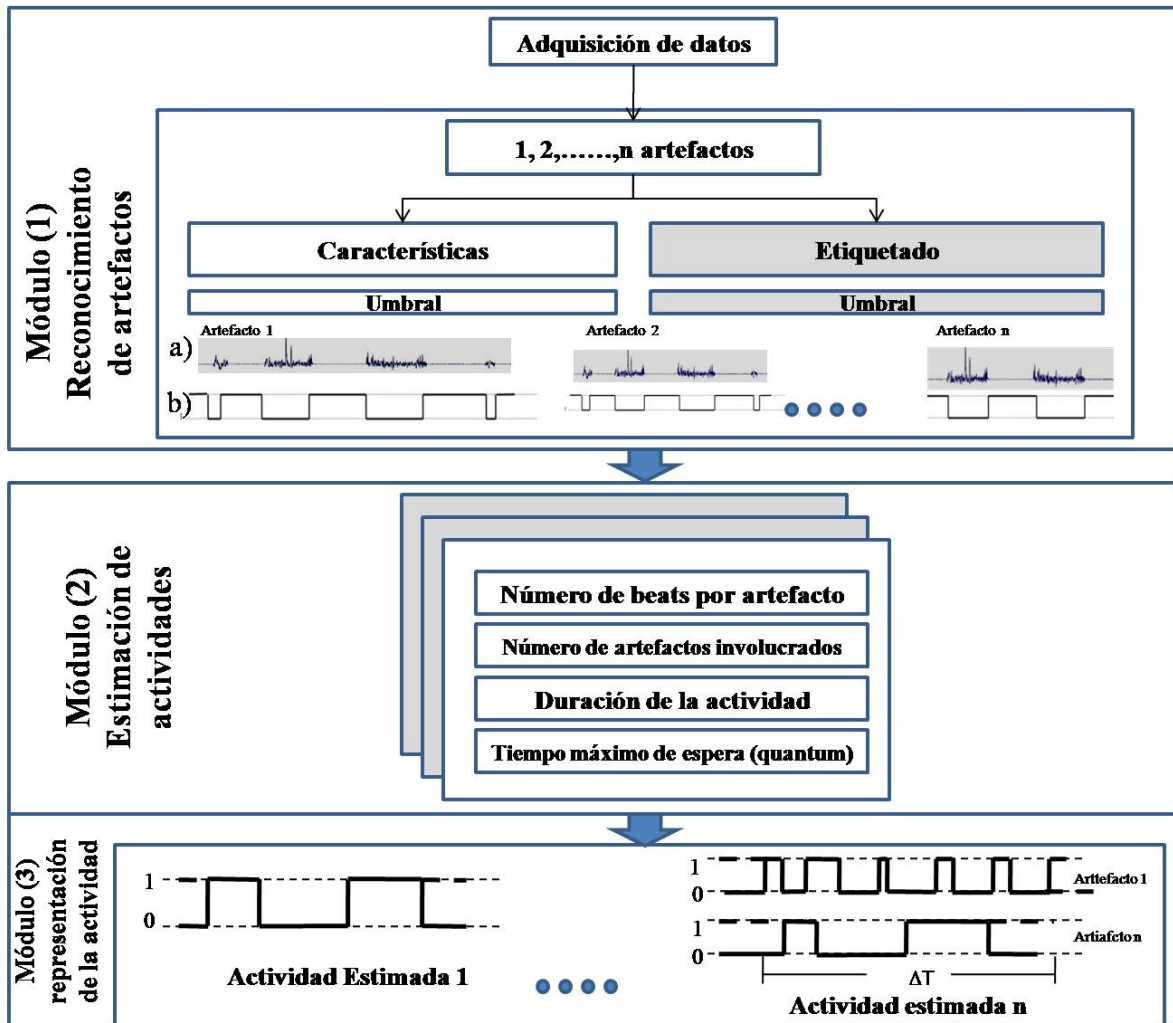 Adquisición de datos
Módulo (1)
Reconocimiento
de artefactos
1, 2,......,n artefactos
Características
Etiquetado
Umbral
Umbral
Artefacto 1
Artefacto 2
Artefacto n
a)
b)
Módulo (2)
Estimación de
actividades
Número de beats por artefacto
Número de artefactos involucrados
Duración de la actividad
Tiempo máximo de espera (quantum)
Módulo (3)
representación
de la actividad
1
0
Actividad Estimada 1
1
0
Arttefacto 1
1
0
Artiafcto n
ΔT
Actividad estimada n